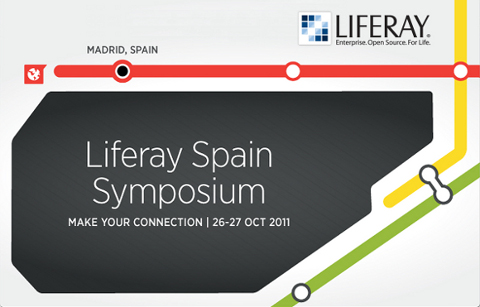 LIFERAY®
Enterprise. Open Source. For Life.
MADRID, SPAIN
Liferay Spain
Symposium
MAKE YOUR CONNECTION | 26-27 OCT 2011